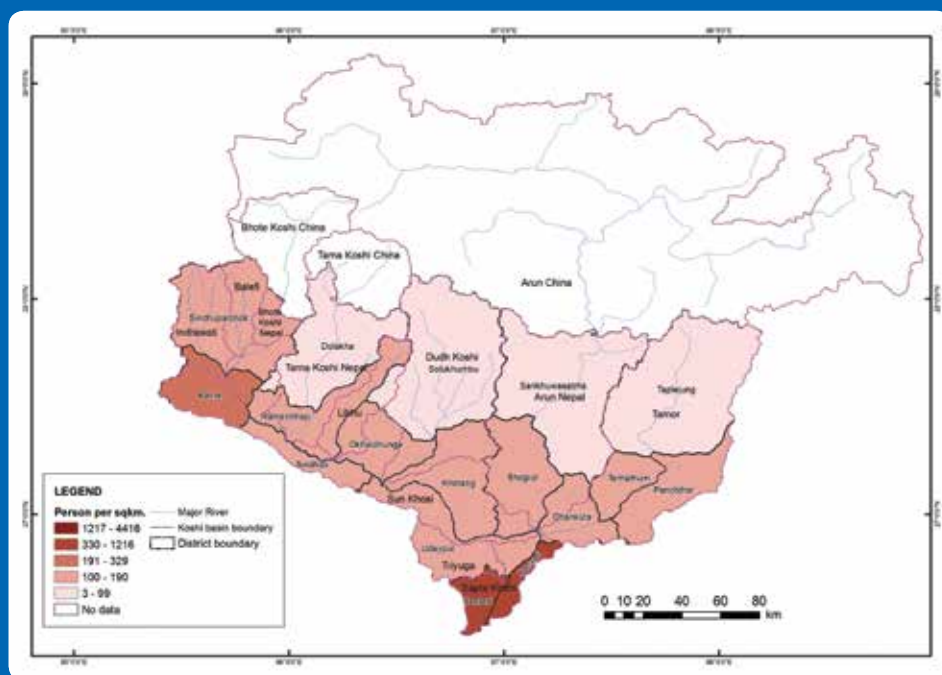 Bhote Koshi China
Tama Koshi China
Arun China
Balefi
Sindhupalchok
Bhote
Koshi
Nepal
Indrawati
Dolakha
Tama Koshi Nepal
Dudh Koshi
Solukhumbu
Sankhuwasabha
Arun Nepal
Taplejung
Tamor
Kavre
Ramechhap
Likhu
Okhaldhunga
Sindhuli
Khotang
Bhojpur
Terhathum
Panchthar
Sun Khosi
Dhankuta
Udaypur
Triyuga
LEGEND
Person per sqkm.
1217 - 4416
330 - 1216
191 - 329
100 - 190
3 - 99
No data
Major River
Koshi basin boundary
District boundary
0 10 20 40 60 80
km